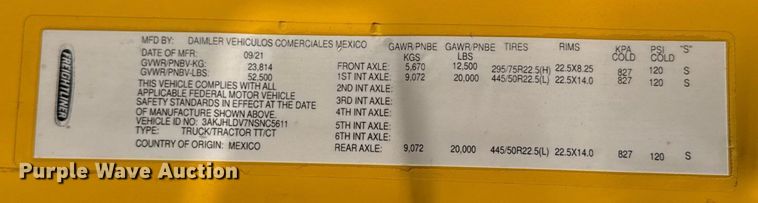 FREIGHTLINER
MFD BY: DAIMLER VEHICULOS COMERCIALES MEXICO
DATE OF MFR: 09/21
GVWR/PNBV-KG: 23,814
GVWR/PNBV-LBS: 52,500
THIS VEHICLE COMPLIES WITH ALL
APPLICABLE FEDERAL MOTOR VEHICLE
SAFETY STANDARDS IN EFFECT AT THE DATE
OF MANUFACTURE SHOWN ABOVE.
VEHICLE ID NO: 3AKJHLDV7NSNC5611
TYPE: TRUCK/TRACTOR TT/CT
COUNTRY OF ORIGIN: MEXICO
GAWR/PNBE KGS GAWR/PNBE LBS TIRES RIMS KPA COLD PSI COLD "S"
FRONT AXLE: 5,670 12,500 295/75R22.5(H) 22.5X8.25 827 120 S
1ST INT AXLE: 9,072 20,000 445/50R22.5(L) 22.5X14.0 827 120 S
2ND INT AXLE:
3RD INT AXLE:
4TH INT AXLE:
5TH INT AXLE:
6TH INT AXLE:
REAR AXLE: 9,072 20,000 445/50R22.5(L) 22.5X14.0 827 120 S
Purple Wave Auction